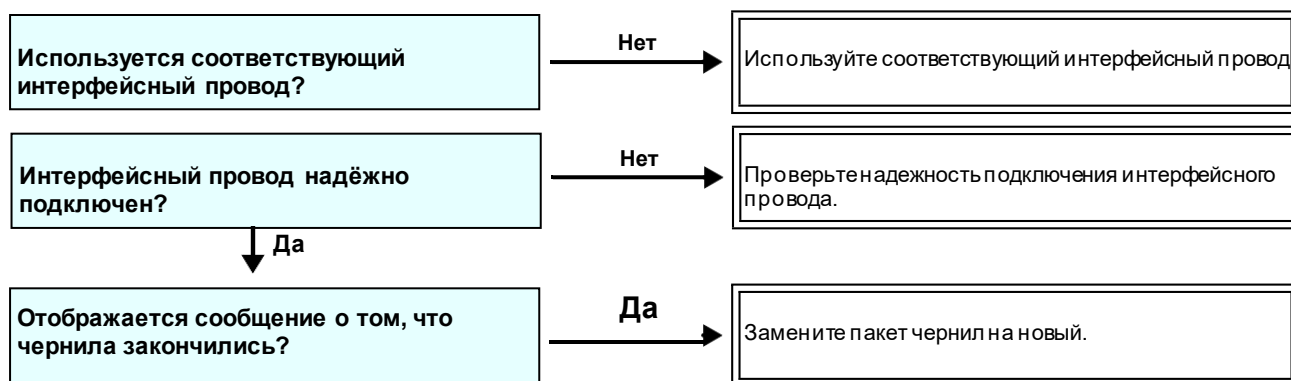 Используется соответствующий
интерфейсный провод?
Нет
Используйте соответствующий интерфейсный провод
Интерфейсный провод надёжно
подключен?
Нет
Проверьте надежность подключения интерфейсного
провода.
Да
Отображается сообщение о том, что
чернила закончились?
Да
Замените пакет чернил на новый.